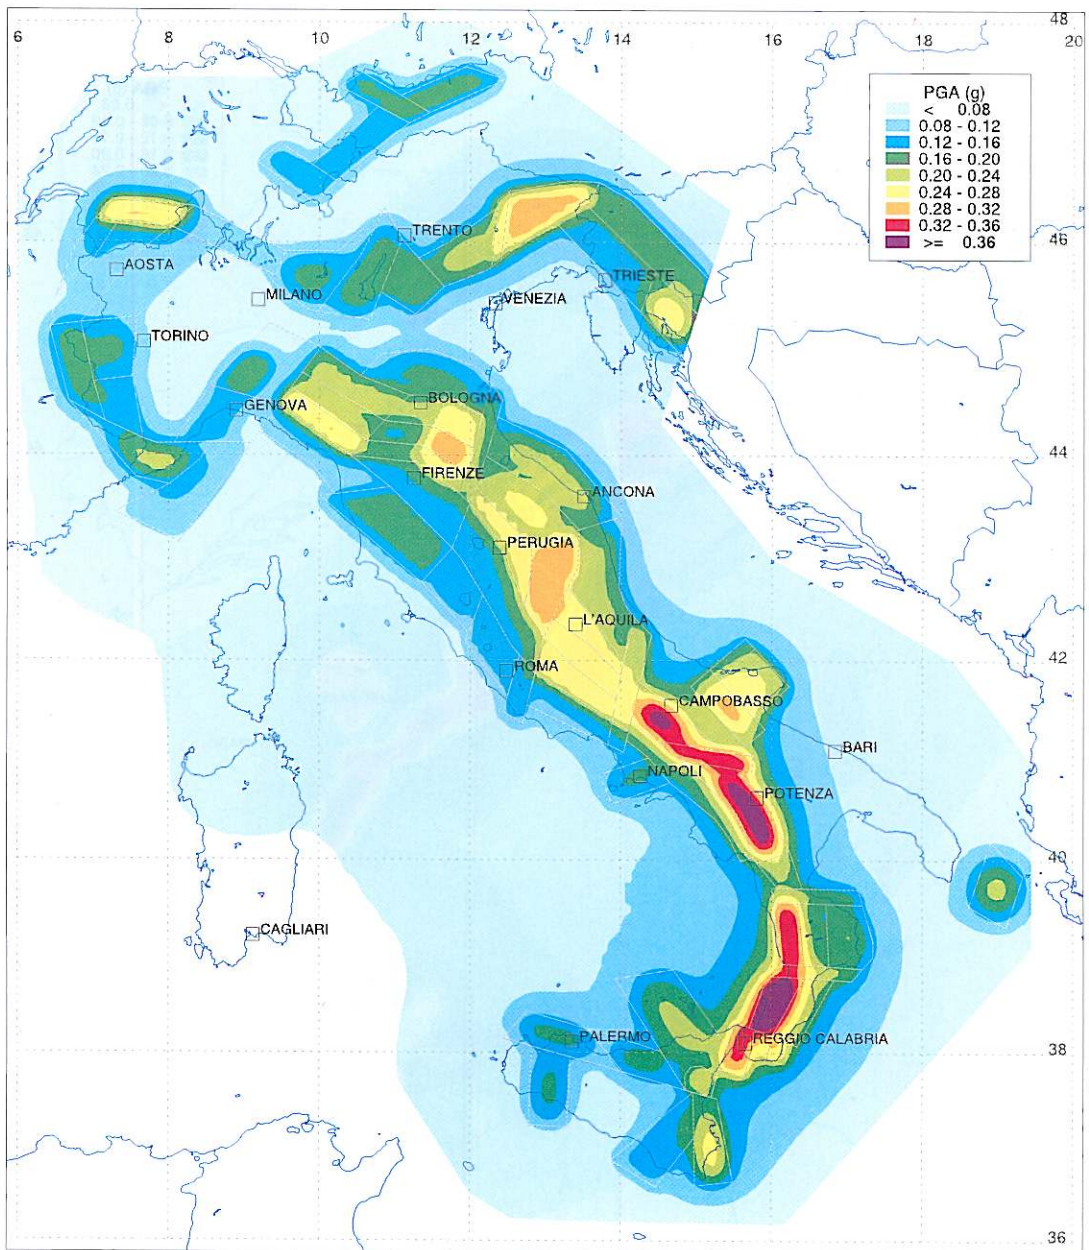 48
6
8
10
12
14
16
18
20
PGA (g)
< 0.08
0.08 - 0.12
0.12 - 0.16
0.16 - 0.20
0.20 - 0.24
0.24 - 0.28
0.28 - 0.32
0.32 - 0.36
>= 0.36
TRENTO
46
AOSTA
TRIESTE
MILANO
VENEZIA
TORINO
BOLOGNA
GENOVA
44
FIRENZE
ANCONA
PERUGIA
L'AQUILA
ROMA
42
CAMPOBASSO
BARI
NAPOLI
POTENZA
40
CAGLIARI
PALERMO
REGGIO CALABRIA
38
36